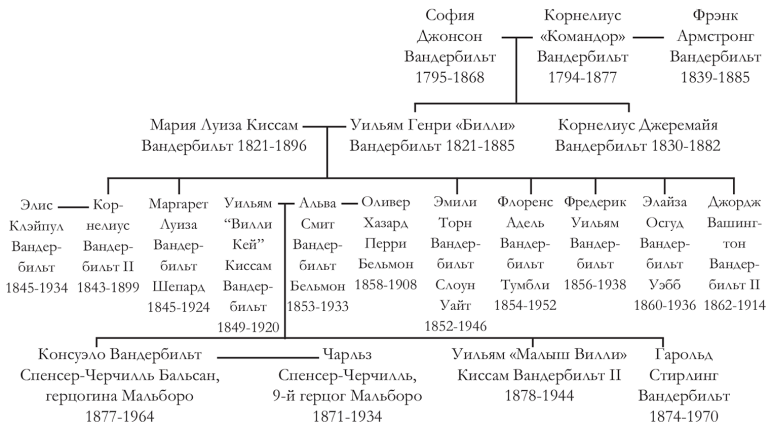 София
Джонсон
Вандербильт
1795-1868
Корнелиус
«Командор»
Вандербильт
1794-1877
Фрэнк
Армстронг
Вандербильт
1839-1885
Мария Луиза Киссам
Вандербильт 1821-1896
Уильям Генри «Билли»
Вандербильт 1821-1885
Корнелиус Джеремайя
Вандербильт 1830-1882
Элис
Клэйпул
Вандер-
бильт
1845-1934
Кор-
нелиус
Вандер-
бильт II
1843-1899
Маргарет
Луиза
Вандер-
бильт
Шепард
1845-1924
Уильям
“Вилли
Кей”
Киссам
Вандер-
бильт
1849-1920
Альва
Смит
Вандер-
бильт
Бельмон
1853-1933
Оливер
Хазард
Перри
Бельмон
1858-1908
Эмили
Торн
Вандер-
бильт
Слоун
Уайт
1852-1946
Флоренс
Адель
Вандер-
бильт
Тумбли
1854-1952
Фредерик
Уильям
Вандер-
бильт
1856-1938
Элайза
Осгуд
Вандер-
бильт
Уэбб
1860-1936
Джордж
Вашинг-
тон
Вандер-
бильт II
1862-1914
Консуэло Вандербильт
Спенсер-Черчилль Бальсан,
герцогина Мальборо
1877-1964
Чарльз
Спенсер-Черчилль,
9-й герцог Мальборо
1871-1934
Уильям «Малыш Вилли»
Киссам Вандербильт II
1878-1944
Гарольд
Стирлинг
Вандербильт
1874-1970